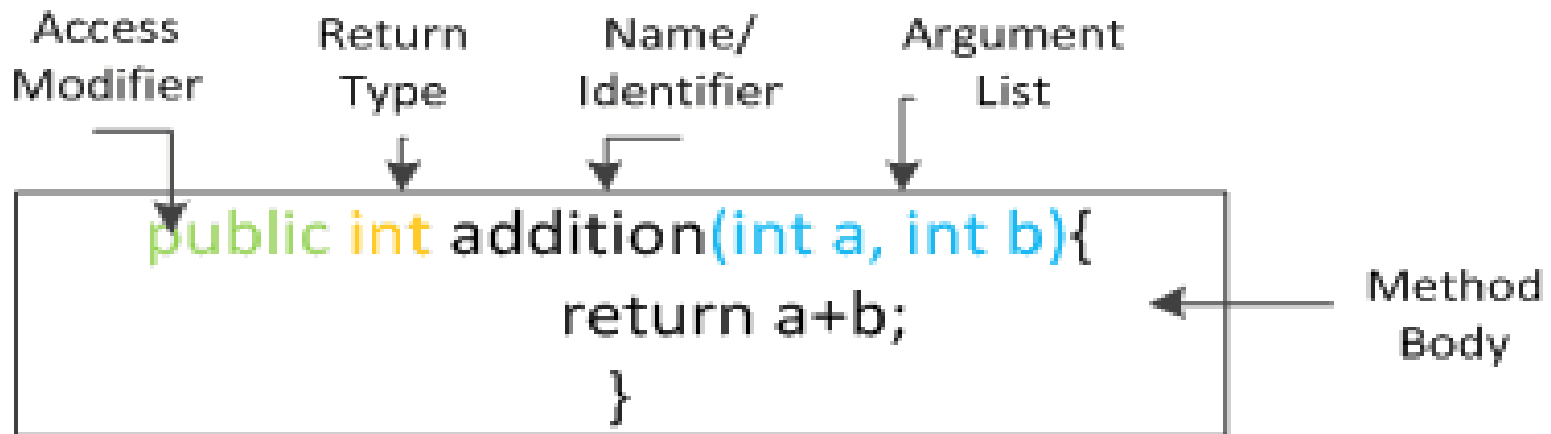 Access
Modifier
Return
Type
Name/
Identifier
Argument
List
public int addition(int a, int b){
return a+b;
}
Method
Body